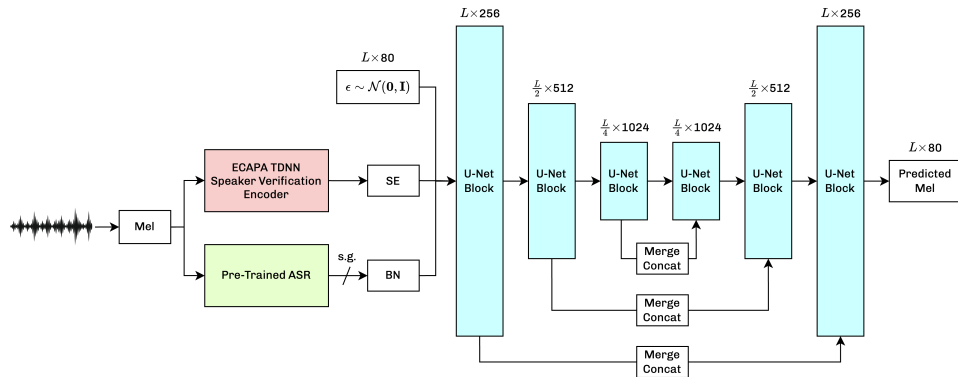 L×256
L×256
L×80
ϵ ∼ N(0, I)
L/2 ×512
L/2 ×512
L/4 ×1024
L/4 ×1024
L×80
ECAPA TDNN
Speaker Verification
Encoder
SE
U-Net
Block
U-Net
Block
U-Net
Block
U-Net
Block
U-Net
Block
U-Net
Block
Predicted
Mel
Mel
Pre-Trained ASR
s.g.
BN
Merge
Concat
Merge
Concat
Merge
Concat